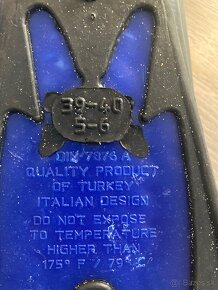 39-40
5-6
DIN 7876 A
QUALITY PRODUCT
OF TURKEY
ITALIAN DESIGN
DO NOT EXPOSE
TO TEMPERATURE
HIGHER THAN
175° F / 79° C